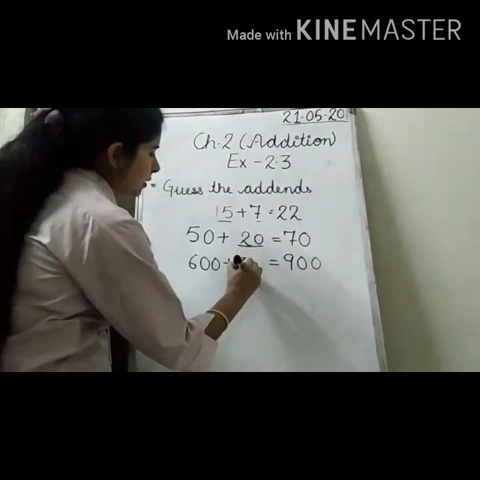 Made with KINEMASTER
21.05.20
Ch.2 (Addition)
Ex - 2.3
Guess the addends
15 + 7 = 22
50 + 20 = 70
600 = 900